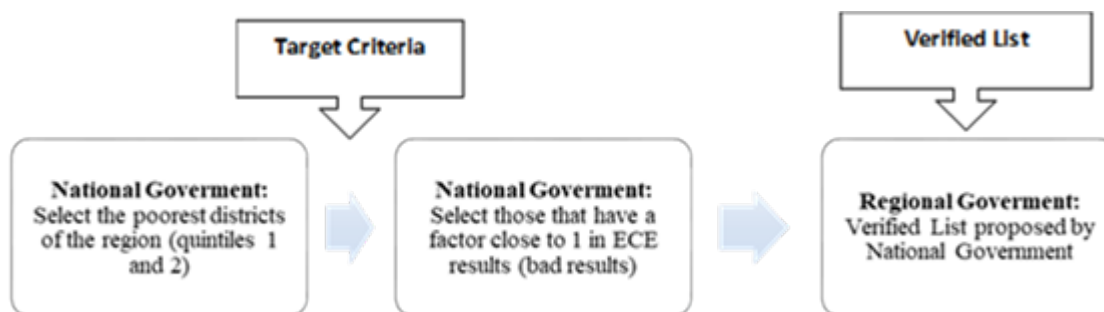 Target Criteria
Verified List
National Goverment:
Select the poorest districts
of the region (quintiles 1
and 2)
National Goverment:
Select those that have a
factor close to 1 in ECE
results (bad results)
Regional Goverment:
Verified List proposed by
National Government